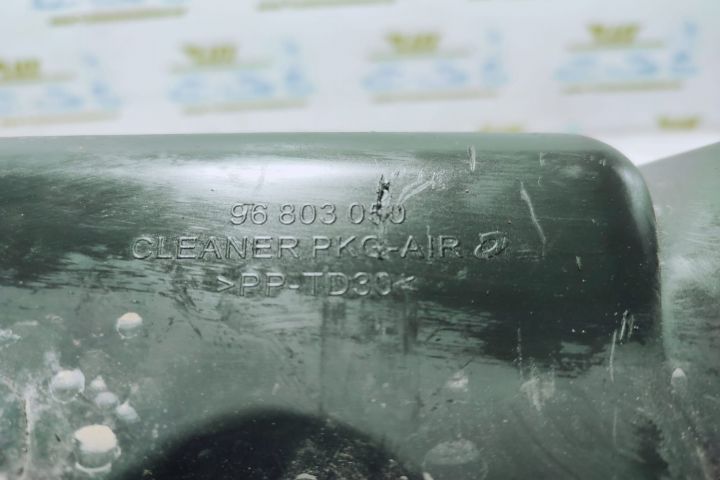 96 803 050
CLEANER PKG-AIR
>PP-TD30<